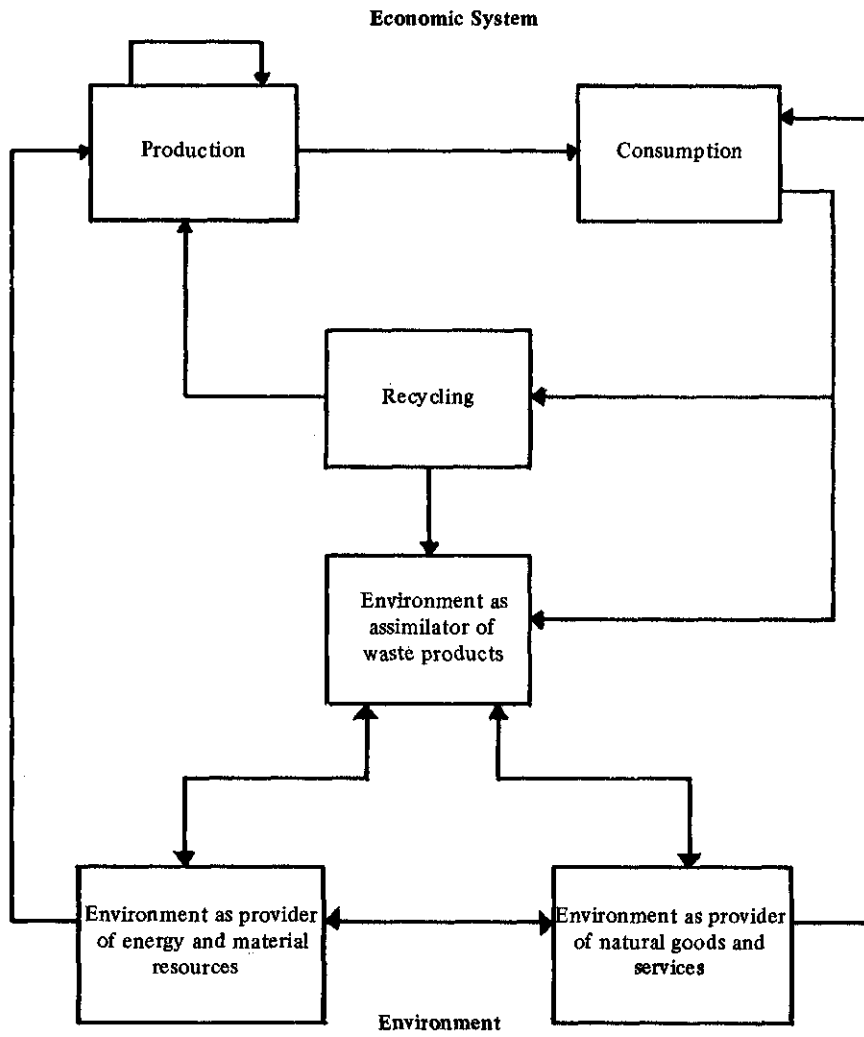 Economic System
Production
Consumption
Recycling
Environment as
assimilator of
waste products
Environment as provider
of energy and material
resources
Environment as provider
of natural goods and
services
Environment